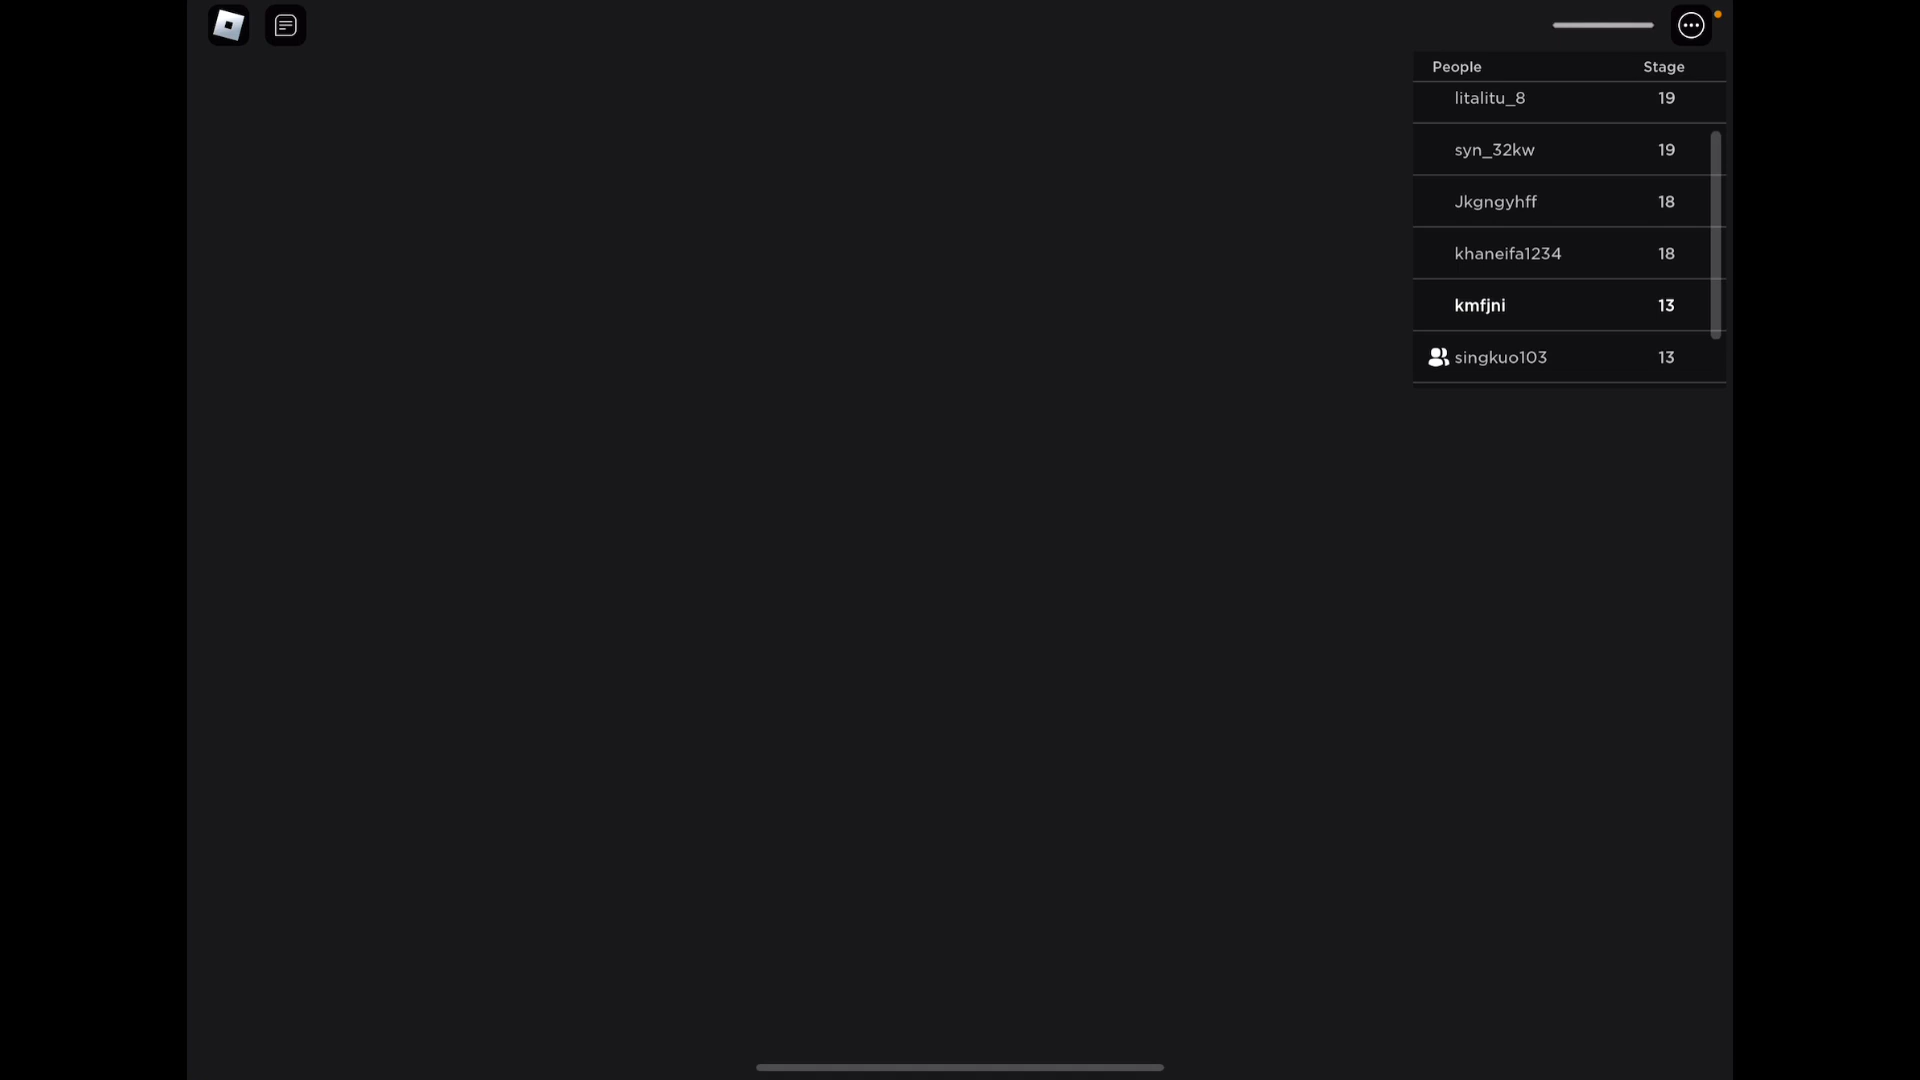 People Stage
litalitu_8 19
syn_32kw 19
Jkgngyhff 18
khaneifa1234 18
kmfjni 13
singkuo103 13